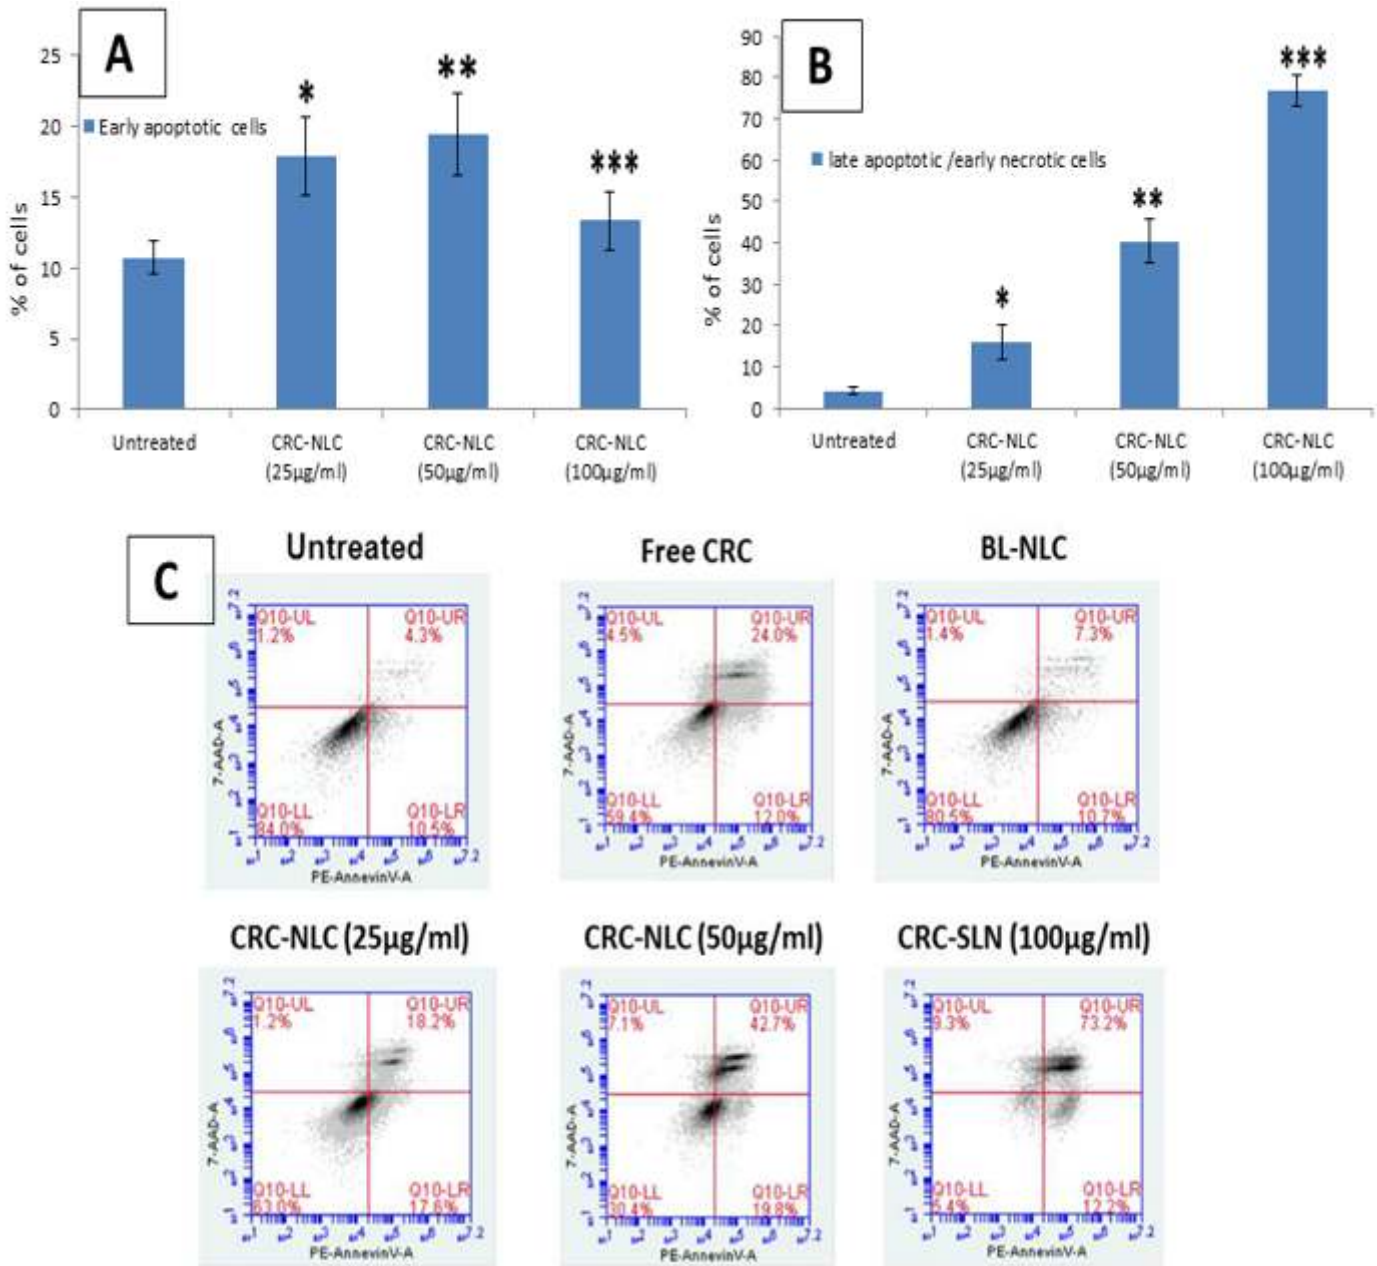 A
25
20
15
10
5
0
% of cells
Early apoptotic cells
*
**
***
Untreated
CRC-NLC
(25µg/ml)
CRC-NLC
(50µg/ml)
CRC-NLC
(100µg/ml)
B
90
80
70
60
50
40
30
20
10
0
% of cells
late apoptotic /early necrotic cells
*
**
***
Untreated
CRC-NLC
(25µg/ml)
CRC-NLC
(50µg/ml)
CRC-NLC
(100µg/ml)
C
Untreated
Q10-UL
1.2%
Q10-UR
4.3%
Q10-LL
84.0%
Q10-LR
10.5%
7-AAD-A
PE-AnnexinV-A
Free CRC
Q10-UL
4.5%
Q10-UR
24.0%
Q10-LL
59.4%
Q10-LR
12.0%
7-AAD-A
PE-AnnexinV-A
BL-NLC
Q10-UL
1.4%
Q10-UR
7.3%
Q10-LL
80.5%
Q10-LR
10.7%
7-AAD-A
PE-AnnexinV-A
CRC-NLC (25µg/ml)
Q10-UL
1.2%
Q10-UR
18.2%
Q10-LL
63.0%
Q10-LR
17.6%
7-AAD-A
PE-AnnexinV-A
CRC-NLC (50µg/ml)
Q10-UL
7.1%
Q10-UR
42.7%
Q10-LL
30.4%
Q10-LR
19.8%
7-AAD-A
PE-AnnexinV-A
CRC-SLN (100µg/ml)
Q10-UL
9.3%
Q10-UR
73.2%
Q10-LL
5.4%
Q10-LR
12.2%
7-AAD-A
PE-AnnexinV-A